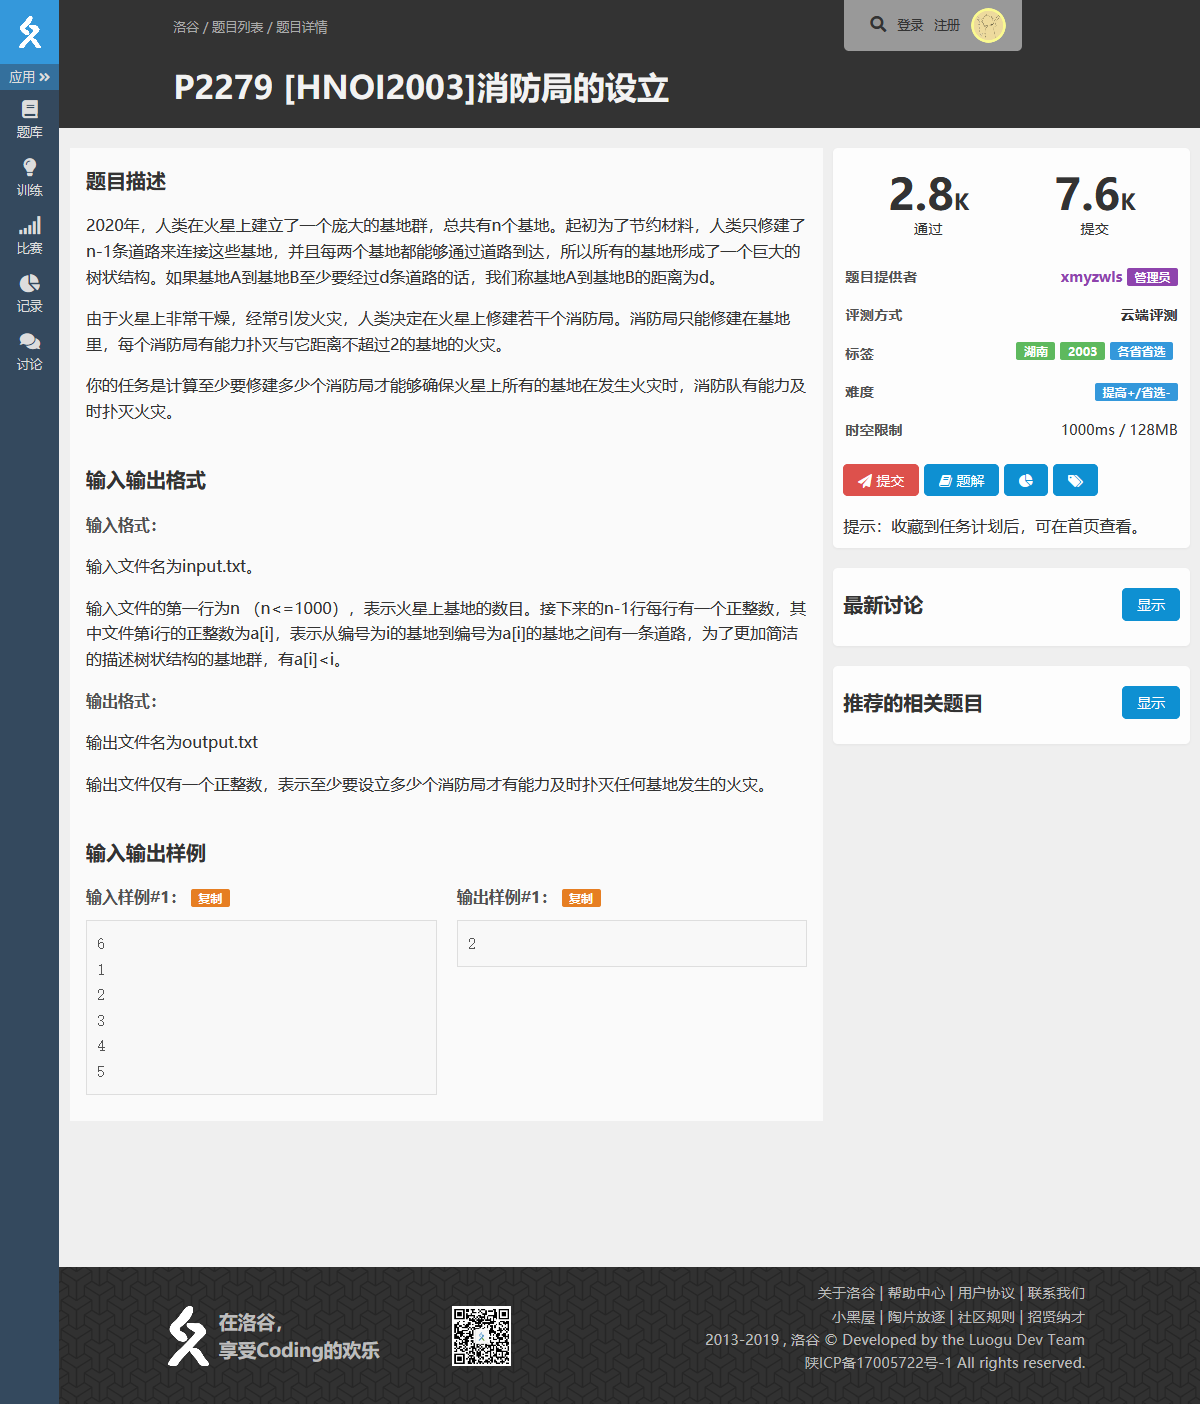 洛谷 / 题目列表 / 题目详情
登录 注册
P2279 [HNOI2003]消防局的设立
应用
题库
训练
比赛
记录
讨论
题目描述
2020年，人类在火星上建立了一个庞大的基地群，总共有n个基地。起初为了节约材料，人类只修建了
n-1条道路来连接这些基地，并且每两个基地都能够通过道路到达，所以所有的基地形成了一个巨大的
树状结构。如果基地A到基地B至少要经过d条道路的话，我们称基地A到基地B的距离为d。
由于火星上非常干燥，经常引发火灾，人类决定在火星上修建若干个消防局。消防局只能修建在基地
里，每个消防局有能力扑灭与它距离不超过2的基地的火灾。
你的任务是计算至少要修建多少个消防局才能够确保火星上所有的基地在发生火灾时，消防队有能力及
时扑灭火灾。
输入输出格式
输入格式：
输入文件名为input.txt。
输入文件的第一行为n （n<=1000），表示火星上基地的数目。接下来的n-1行每行有一个正整数，其
中文件第i行的正整数为a[i]，表示从编号为i的基地到编号为a[i]的基地之间有一条道路，为了更加简洁
的描述树状结构的基地群，有a[i]<i。
输出格式：
输出文件名为output.txt
输出文件仅有一个正整数，表示至少要设立多少个消防局才有能力及时扑灭任何基地发生的火灾。
输入输出样例
输入样例#1： 复制
6
1
2
3
4
5
输出样例#1： 复制
2
2.8K 7.6K
通过 提交
题目提供者 xmyzwls 管理员
评测方式 云端评测
标签 湖南 2003 各省省选
难度 提高+/省选-
时空限制 1000ms / 128MB
提交 题解
提示：收藏到任务计划后，可在首页查看。
最新讨论 显示
推荐的相关题目 显示
在洛谷，
享受Coding的欢乐
关于洛谷 | 帮助中心 | 用户协议 | 联系我们
小黑屋 | 陶片放逐 | 社区规则 | 招贤纳才
2013-2019 , 洛谷 © Developed by the Luogu Dev Team
陕ICP备17005722号-1 All rights reserved.